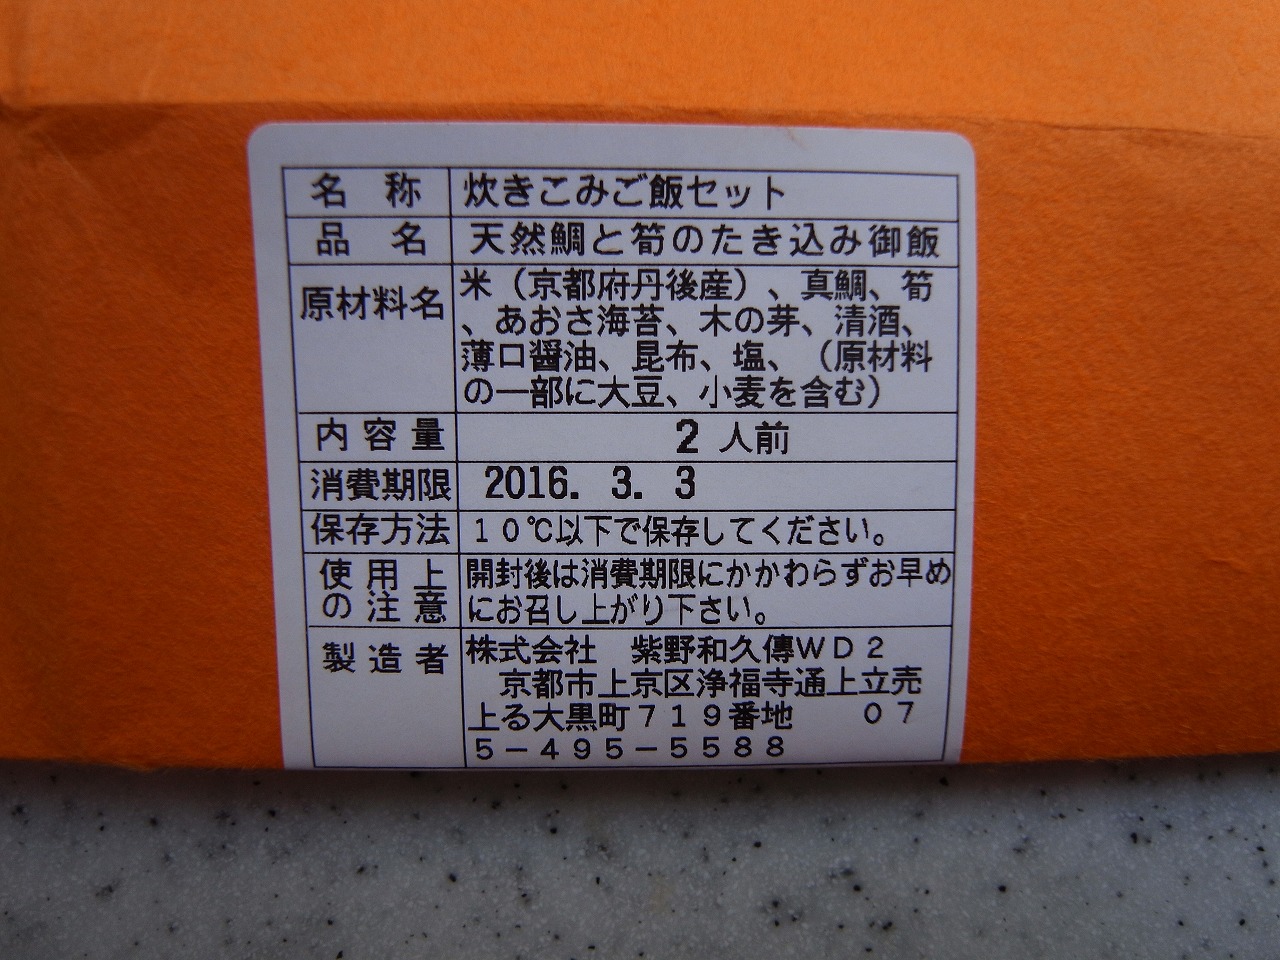 名称 炊きこみご飯セット
品名 天然鯛と筍のたき込み御飯
原材料名 米（京都府丹後産）、真鯛、筍
、あおさ海苔、木の芽、清酒、
薄口醤油、昆布、塩、（原材料
の一部に大豆、小麦を含む）
内容量 2人前
消費期限 2016. 3. 3
保存方法 １０℃以下で保存してください。
使用上 開封後は消費期限にかかわらずお早め
の注意 にお召し上がり下さい。
製造者 株式会社 紫野和久傳ＷＤ２
京都市上京区浄福寺通上立売
上る大黒町７１９番地 ０７
５－４９５－５５８８